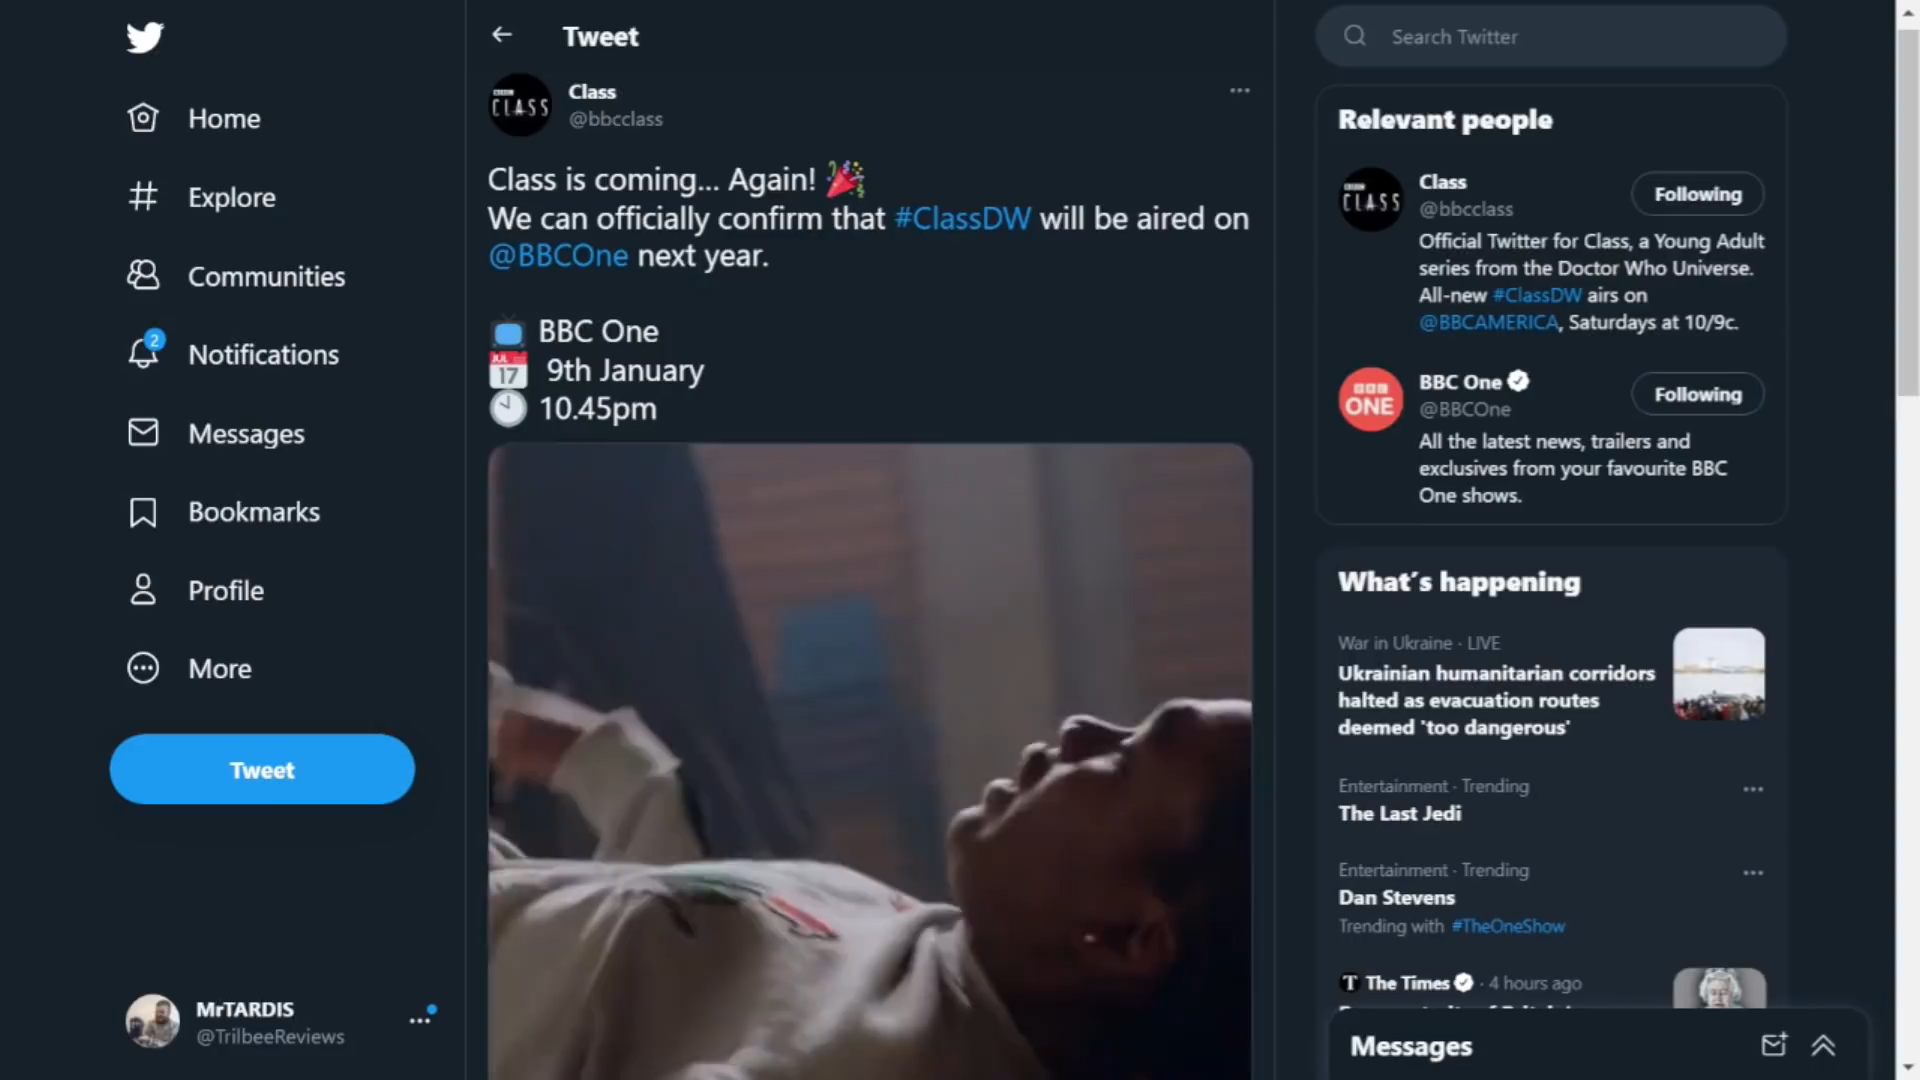 Home
Explore
Communities
2
Notifications
Messages
Bookmarks
Profile
More
Tweet
MrTARDIS
@TrilbeeReviews
Tweet
CLASS
Class
@bbcclass
Class is coming... Again!
We can officially confirm that #ClassDW will be aired on
@BBCOne next year.
BBC One
JUL
17
9th January
10.45pm
Search Twitter
Relevant people
CLASS
Class
@bbcclass
Following
Official Twitter for Class, a Young Adult
series from the Doctor Who Universe.
All-new #ClassDW airs on
@BBCAMERICA, Saturdays at 10/9c.
BBC
ONE
BBC One
@BBCOne
Following
All the latest news, trailers and
exclusives from your favourite BBC
One shows.
What's happening
War in Ukraine · LIVE
Ukrainian humanitarian corridors
halted as evacuation routes
deemed 'too dangerous'
Entertainment · Trending
The Last Jedi
Entertainment · Trending
Dan Stevens
Trending with #TheOneShow
T The Times · 4 hours ago
Messages